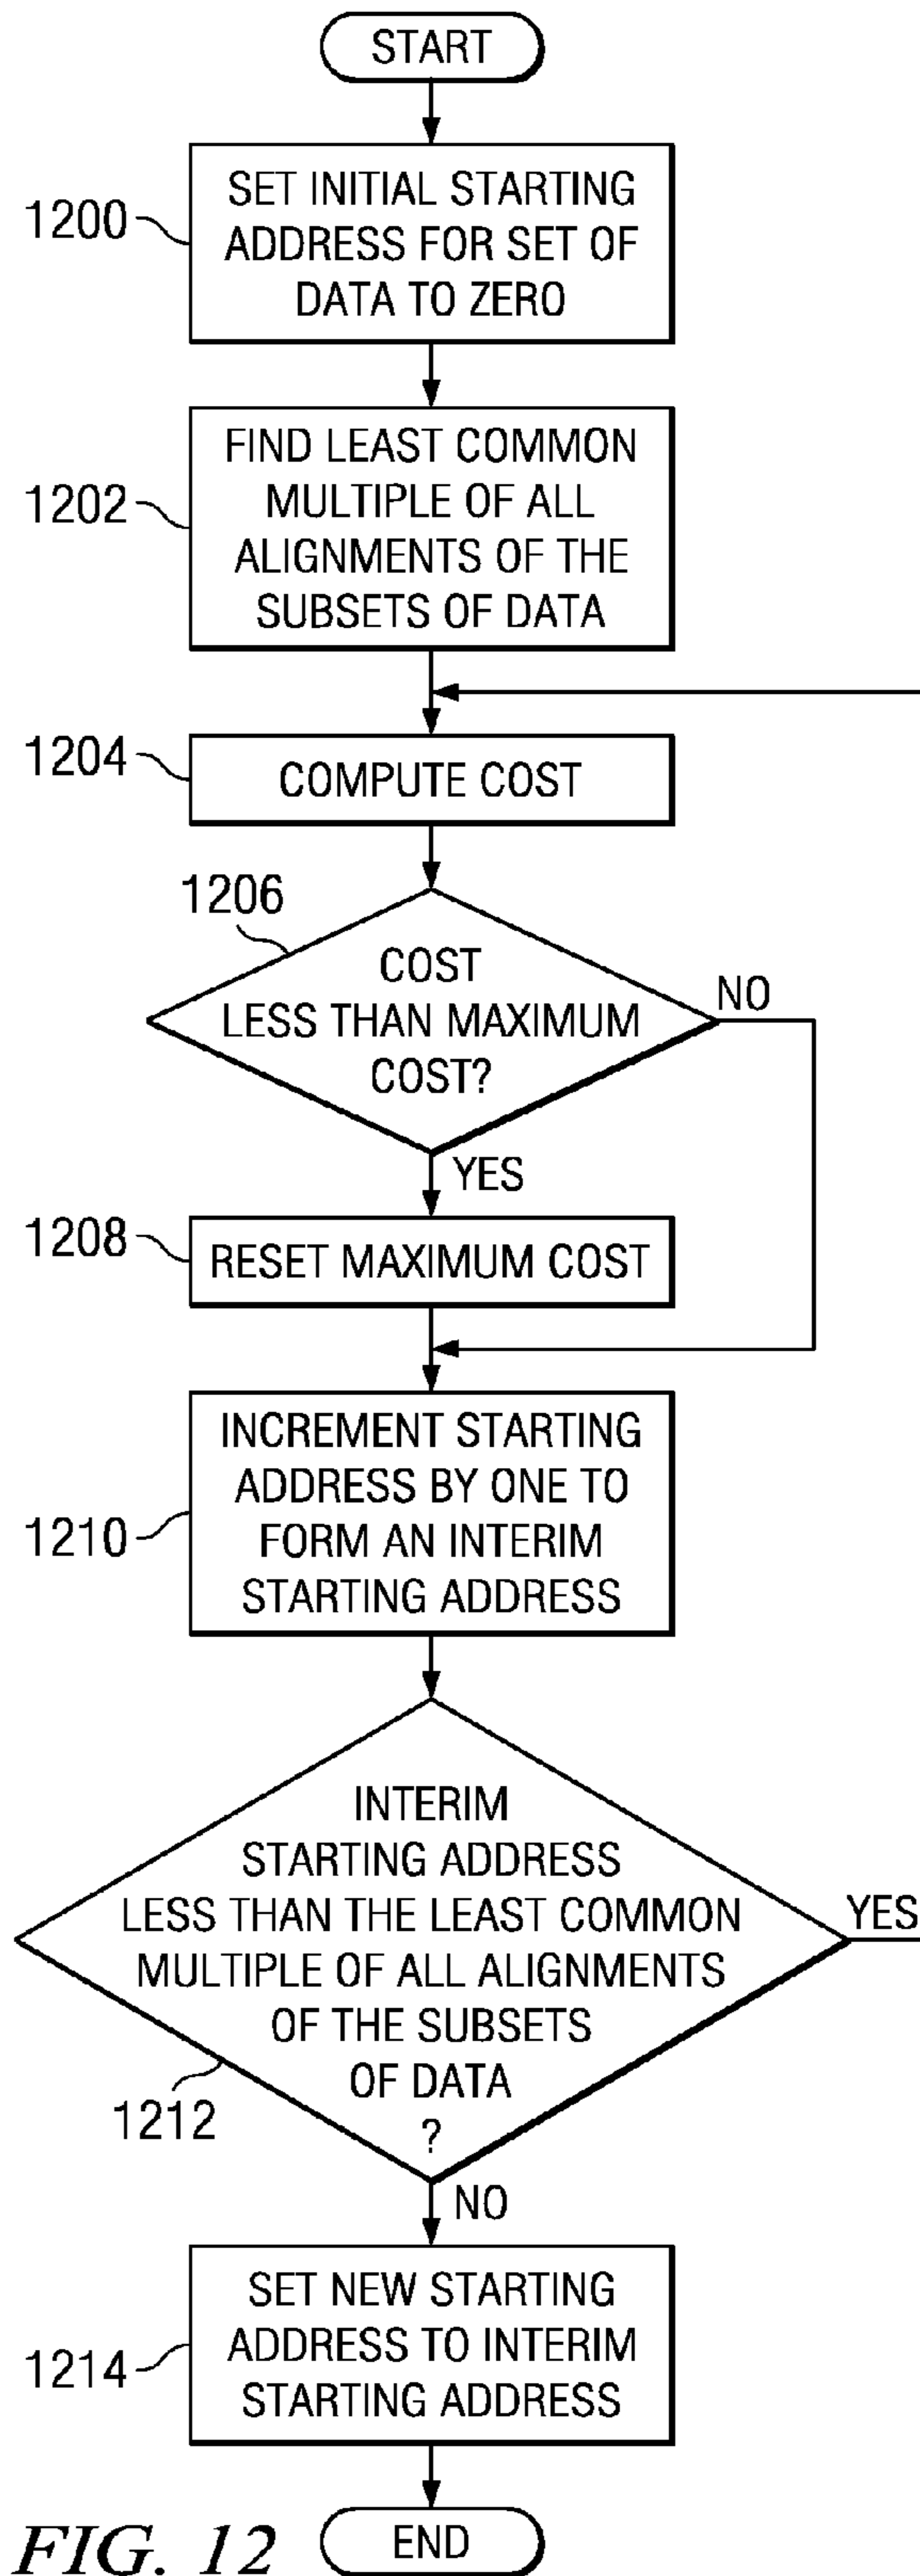 START
1200
SET INITIAL STARTING
ADDRESS FOR SET OF
DATA TO ZERO
1202
FIND LEAST COMMON
MULTIPLE OF ALL
ALIGNMENTS OF THE
SUBSETS OF DATA
1204
COMPUTE COST
1206
COST
LESS THAN MAXIMUM
COST?
NO
YES
1208
RESET MAXIMUM COST
1210
INCREMENT STARTING
ADDRESS BY ONE TO
FORM AN INTERIM
STARTING ADDRESS
INTERIM
STARTING ADDRESS
LESS THAN THE LEAST COMMON
MULTIPLE OF ALL ALIGNMENTS
OF THE SUBSETS
OF DATA
?
YES
1212
NO
1214
SET NEW STARTING
ADDRESS TO INTERIM
STARTING ADDRESS
END
FIG. 12